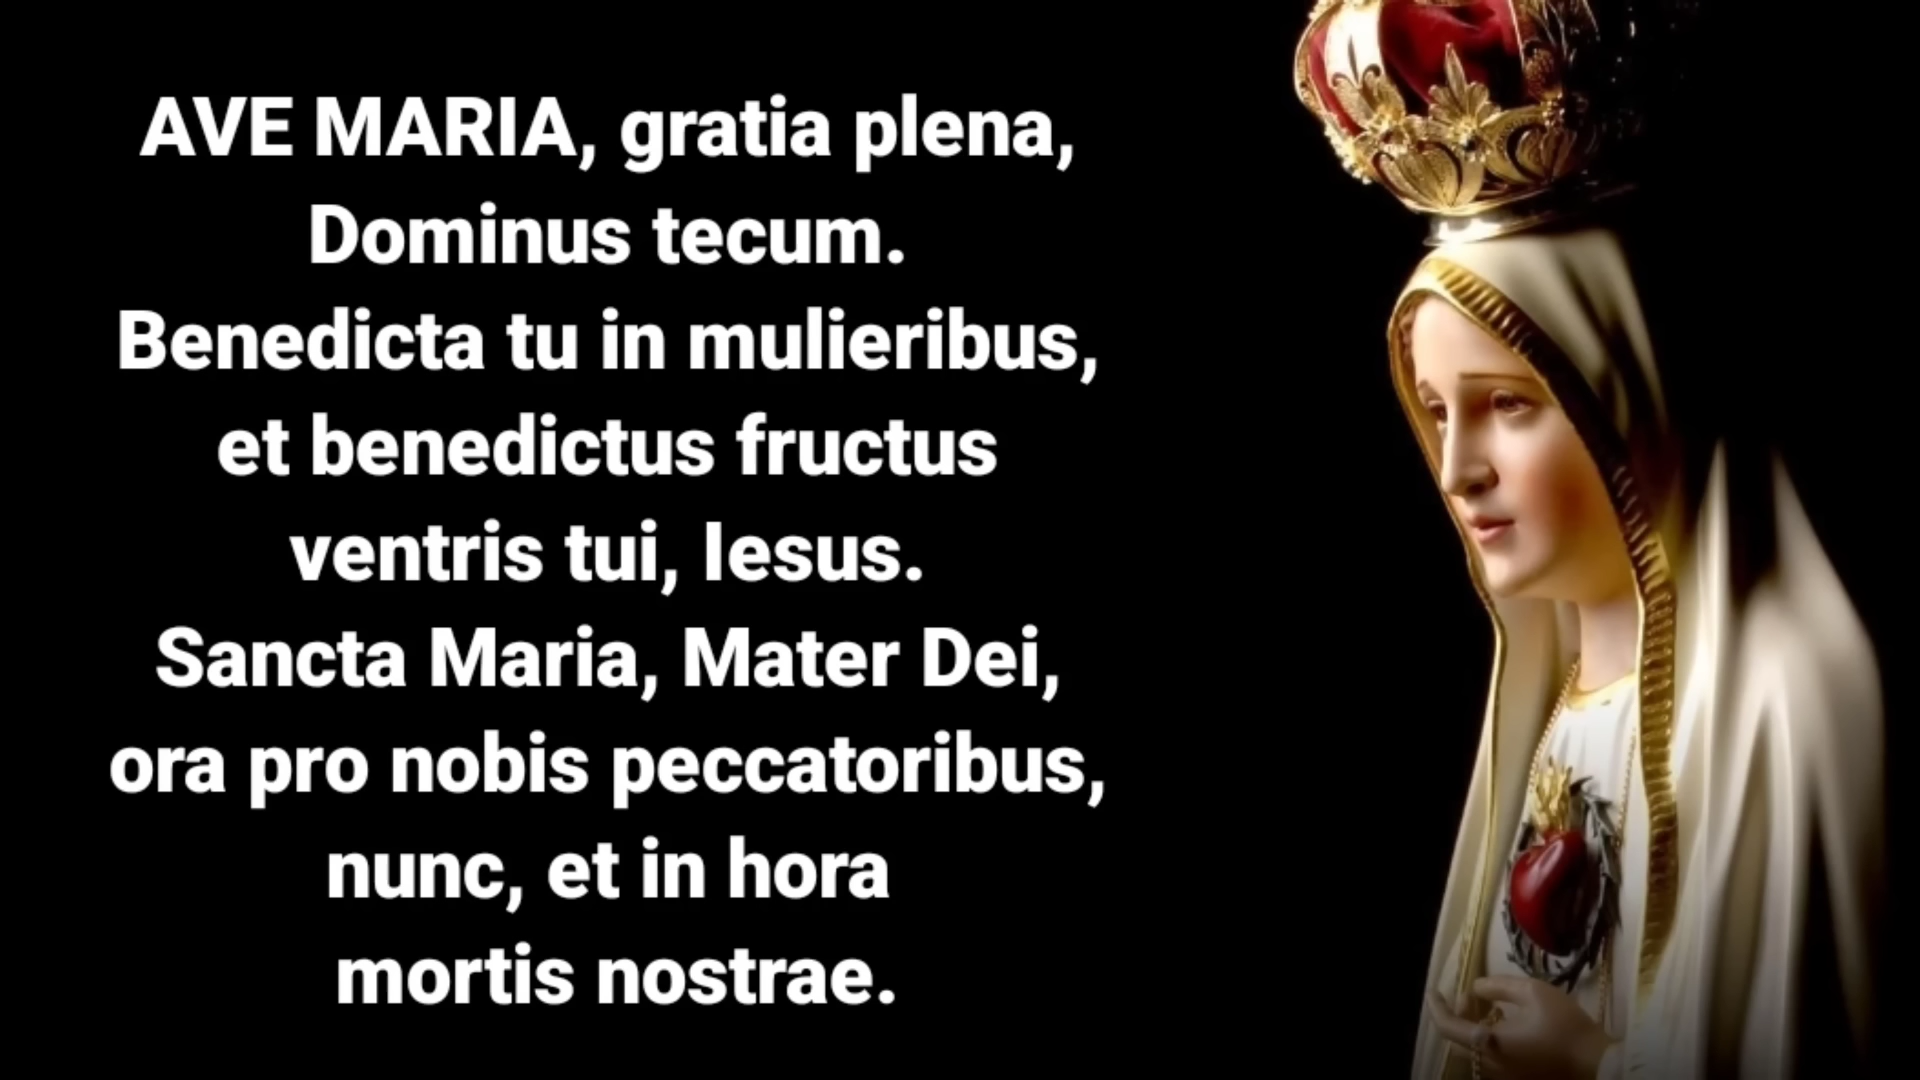 AVE MARIA, gratia plena,
Dominus tecum.
Benedicta tu in mulieribus,
et benedictus fructus
ventris tui, Iesus.
Sancta Maria, Mater Dei,
ora pro nobis peccatoribus,
nunc, et in hora
mortis nostrae.